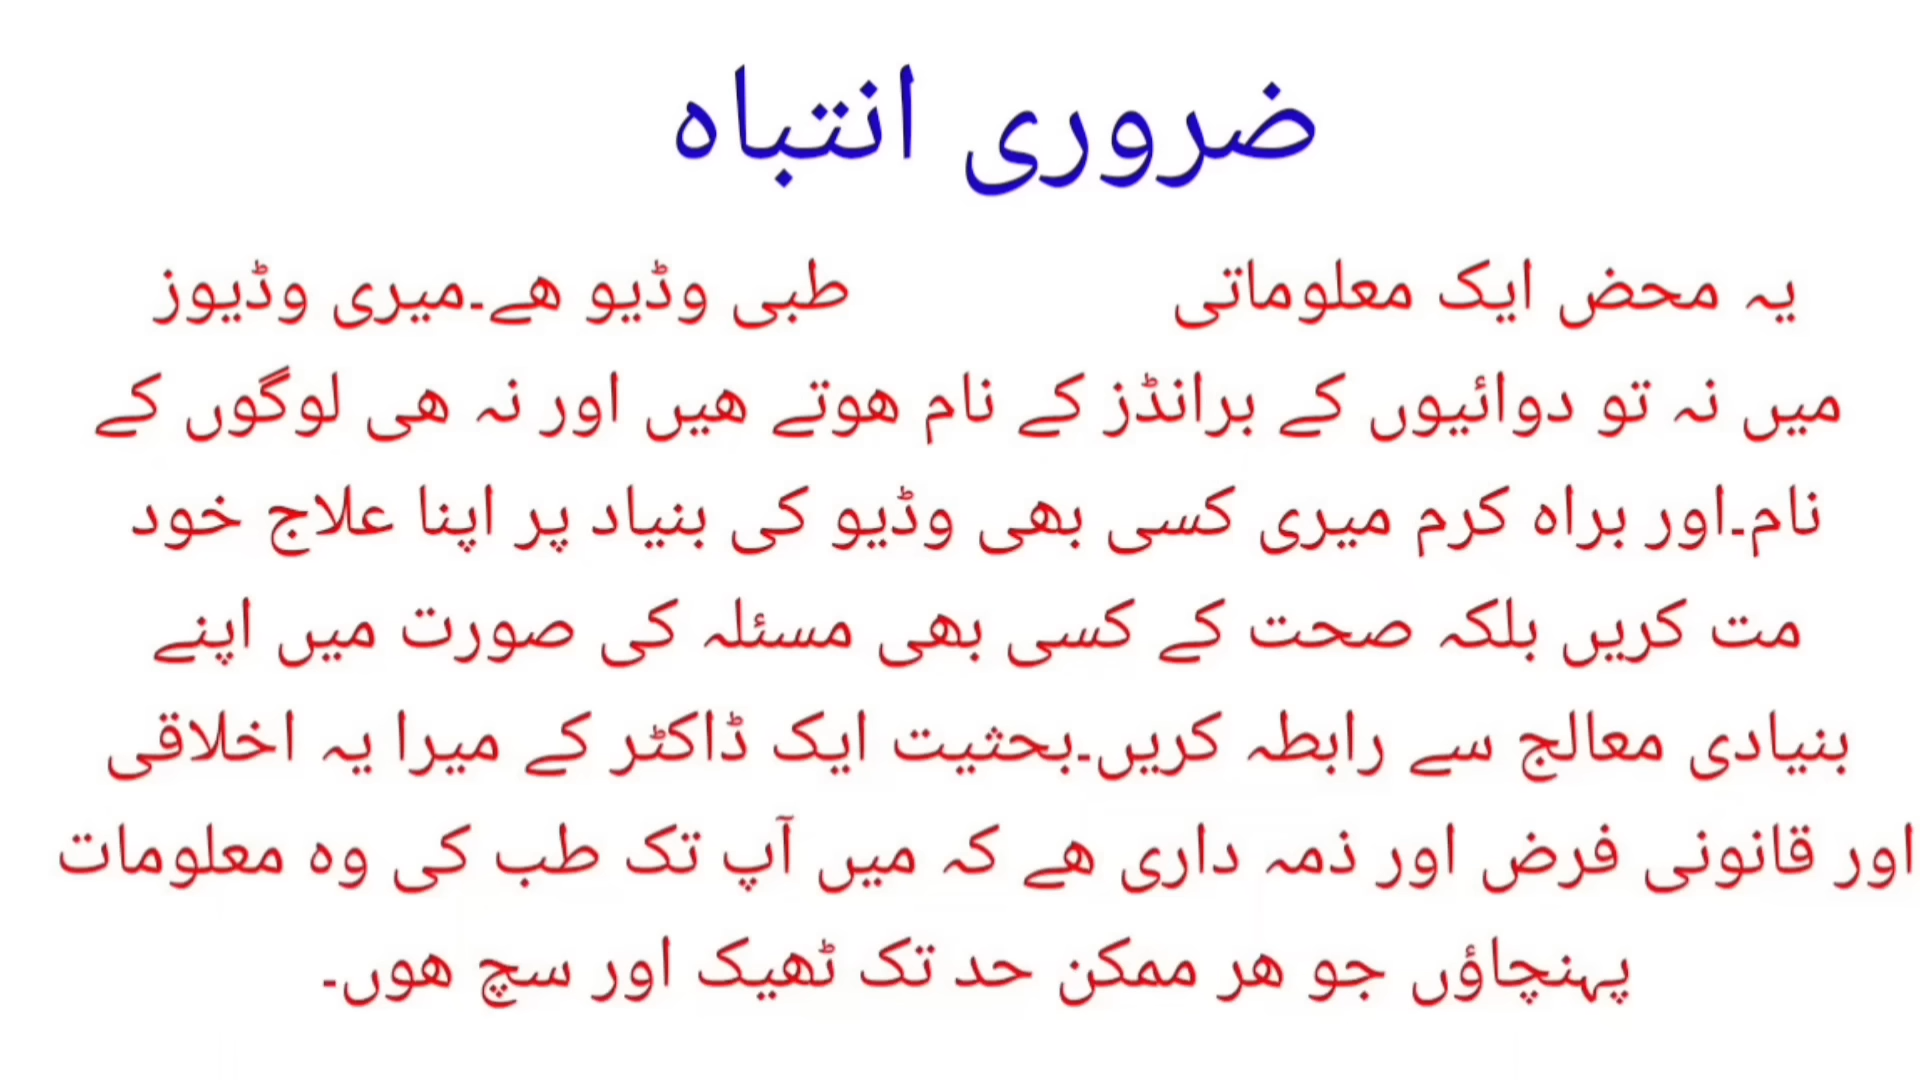 ضروری انتباہ
یہ محض ایک معلوماتی طبی وڈیو ھے۔میری وڈیوز
میں نہ تو دوائیوں کے برانڈز کے نام ھوتے ھیں اور نہ ھی لوگوں کے
نام۔اور براہ کرم میری کسی بھی وڈیو کی بنیاد پر اپنا علاج خود
مت کریں بلکہ صحت کے کسی بھی مسئلہ کی صورت میں اپنے
بنیادی معالج سے رابطہ کریں۔بحثیت ایک ڈاکٹر کے میرا یہ اخلاقی
اور قانونی فرض اور ذمہ داری ھے کہ میں آپ تک طب کی وہ معلومات
پہنچاؤں جو ھر ممکن حد تک ٹھیک اور سچ ھوں۔